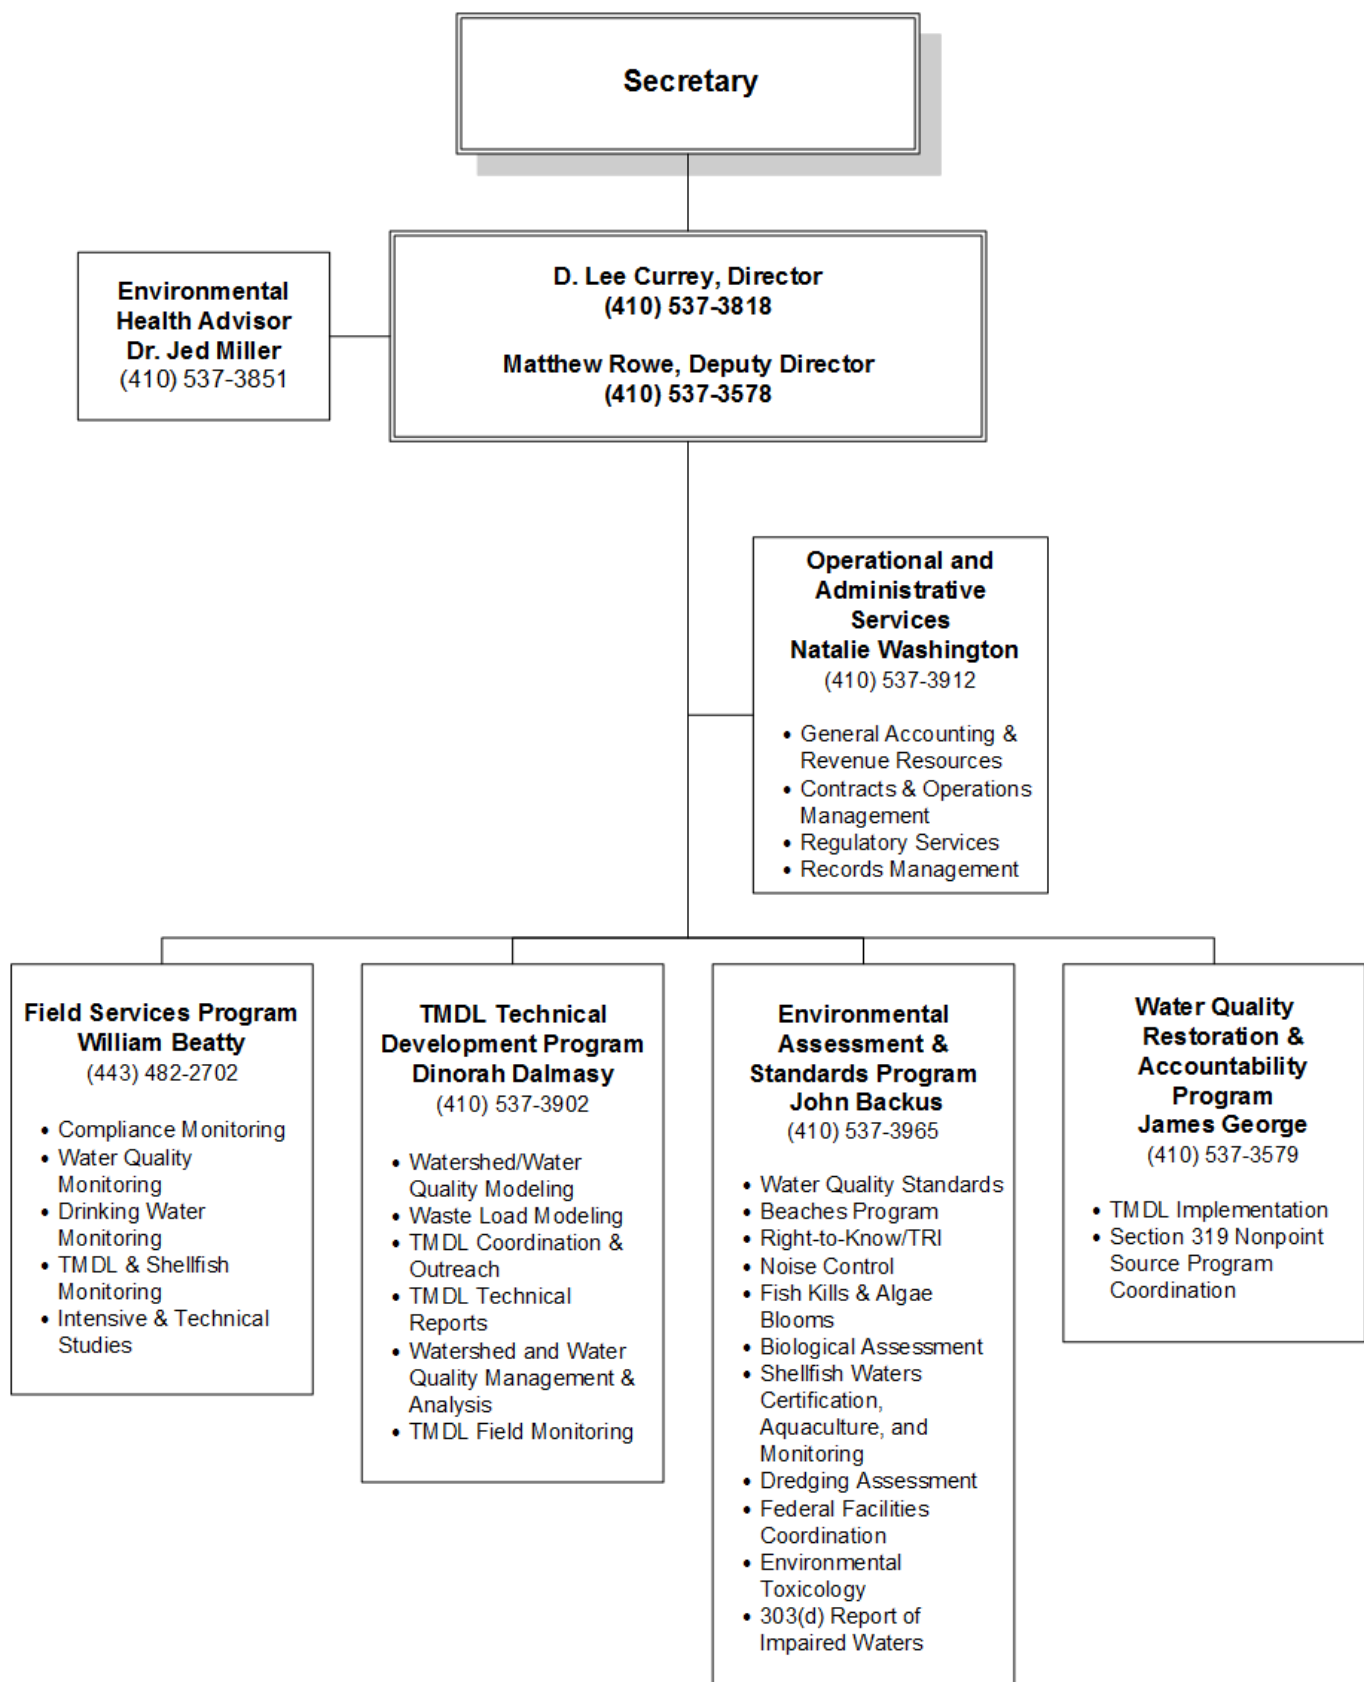 Secretary
Environmental
Health Advisor
Dr. Jed Miller
(410) 537-3851
D. Lee Currey, Director
(410) 537-3818
Matthew Rowe, Deputy Director
(410) 537-3578
Operational and
Administrative
Services
Natalie Washington
(410) 537-3912
• General Accounting &
Revenue Resources
• Contracts & Operations
Management
• Regulatory Services
• Records Management
Field Services Program
William Beatty
(443) 482-2702
• Compliance Monitoring
• Water Quality
Monitoring
• Drinking Water
Monitoring
• TMDL & Shellfish
Monitoring
• Intensive & Technical
Studies
TMDL Technical
Development Program
Dinorah Dalmasy
(410) 537-3902
• Watershed/Water
Quality Modeling
• Waste Load Modeling
• TMDL Coordination &
Outreach
• TMDL Technical
Reports
• Watershed and Water
Quality Management &
Analysis
• TMDL Field Monitoring
Environmental
Assessment &
Standards Program
John Backus
(410) 537-3965
• Water Quality Standards
• Beaches Program
• Right-to-Know/TRI
• Noise Control
• Fish Kills & Algae
Blooms
• Biological Assessment
• Shellfish Waters
Certification,
Aquaculture, and
Monitoring
• Dredging Assessment
• Federal Facilities
Coordination
• Environmental
Toxicology
• 303(d) Report of
Impaired Waters
Water Quality
Restoration &
Accountability
Program
James George
(410) 537-3579
• TMDL Implementation
• Section 319 Nonpoint
Source Program
Coordination